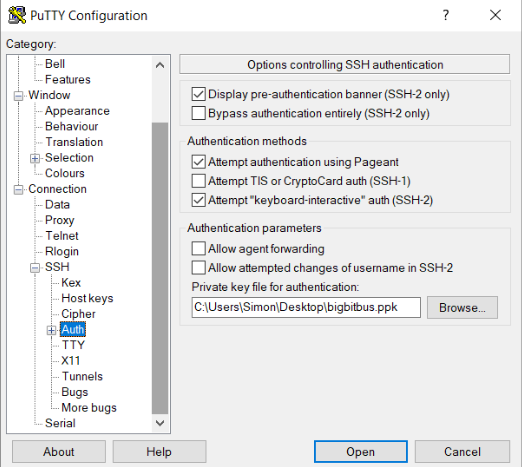 PuTTY Configuration
?
Category:
Bell
Features
Window
Appearance
Behaviour
Translation
Selection
Colours
Connection
Data
Proxy
Telnet
Rlogin
SSH
Kex
Host keys
Cipher
Auth
TTY
X11
Tunnels
Bugs
More bugs
Serial
Options controlling SSH authentication
Display pre-authentication banner (SSH-2 only)
Bypass authentication entirely (SSH-2 only)
Authentication methods
Attempt authentication using Pageant
Attempt TIS or CryptoCard auth (SSH-1)
Attempt "keyboard-interactive" auth (SSH-2)
Authentication parameters
Allow agent forwarding
Allow attempted changes of username in SSH-2
Private key file for authentication:
C:\Users\Simon\Desktop\bigbitbus.ppk
Browse...
About
Help
Open
Cancel